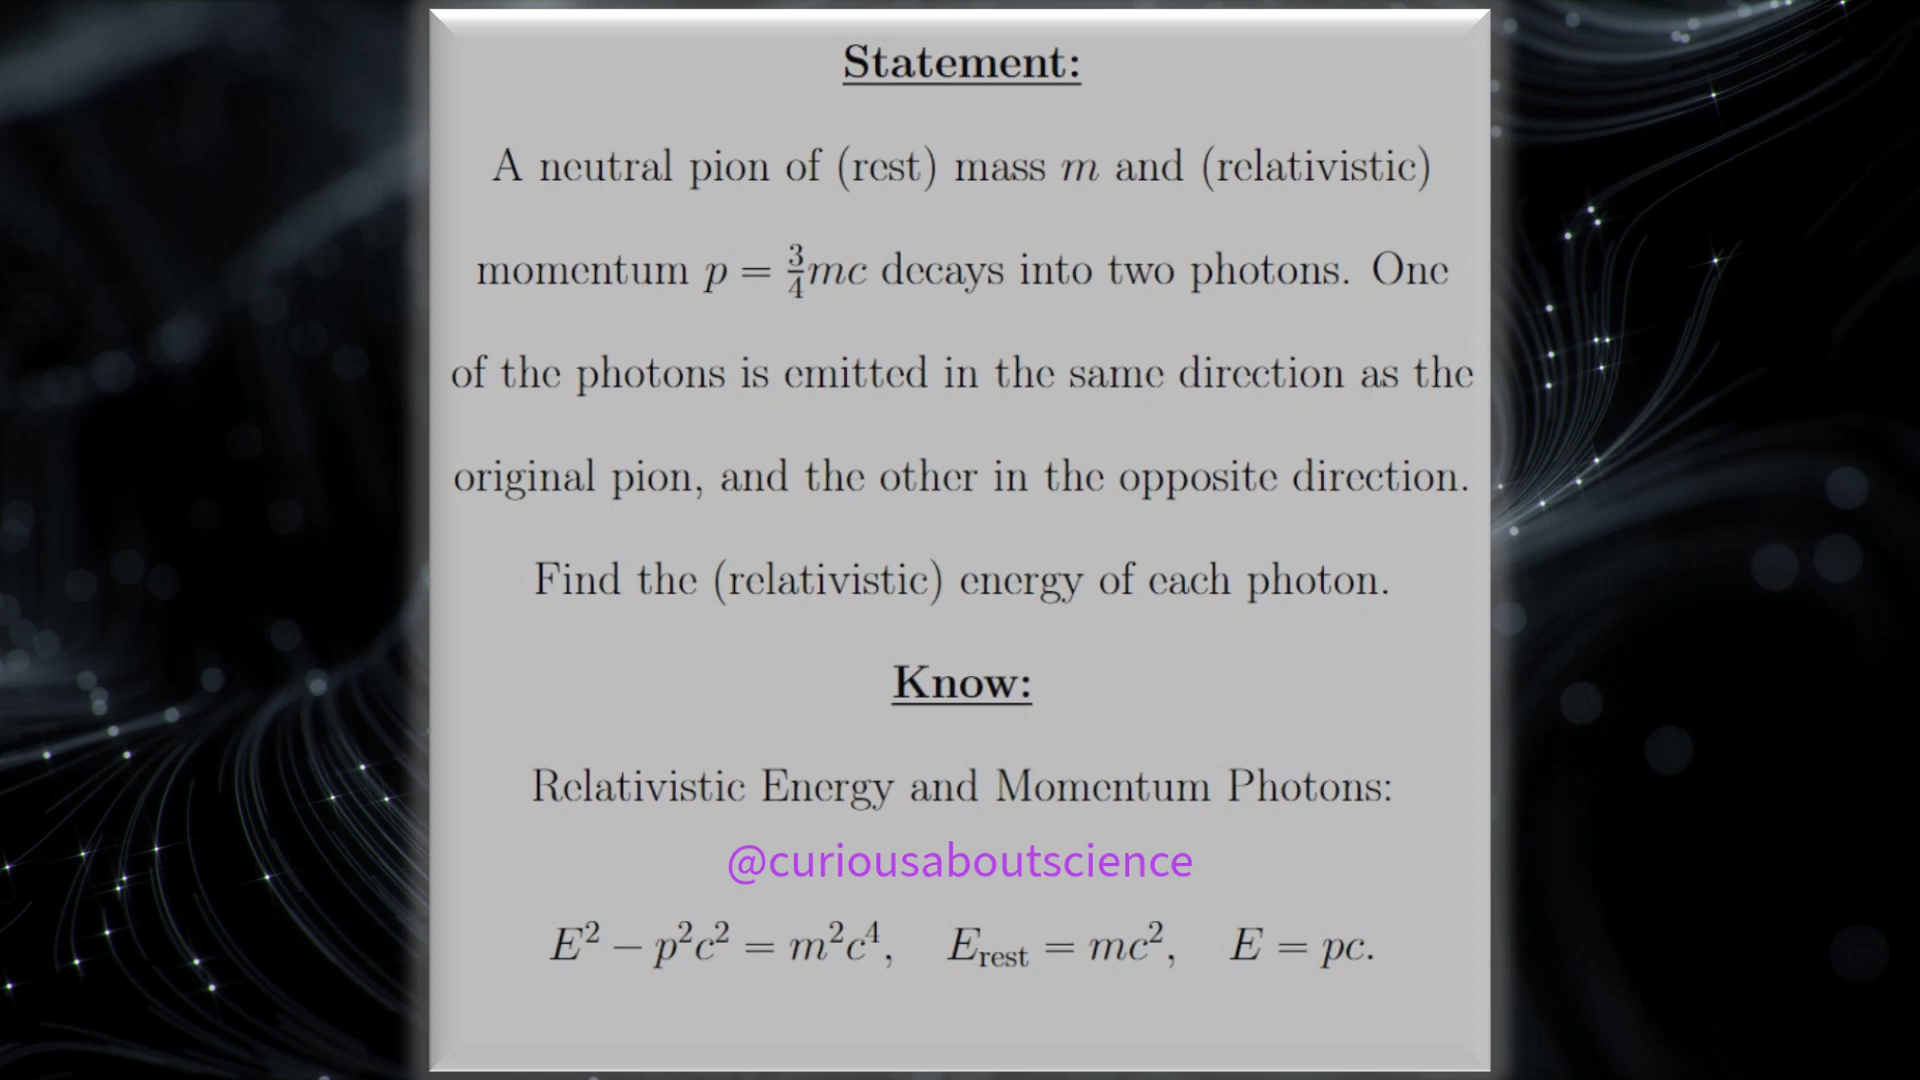 Statement:
A neutral pion of (rest) mass m and (relativistic)
momentum p = 3/4 mc decays into two photons. One
of the photons is emitted in the same direction as the
original pion, and the other in the opposite direction.
Find the (relativistic) energy of each photon.
Know:
Relativistic Energy and Momentum Photons:
@curiousaboutscience
E² − p²c² = m²c⁴, E_rest = mc², E = pc.